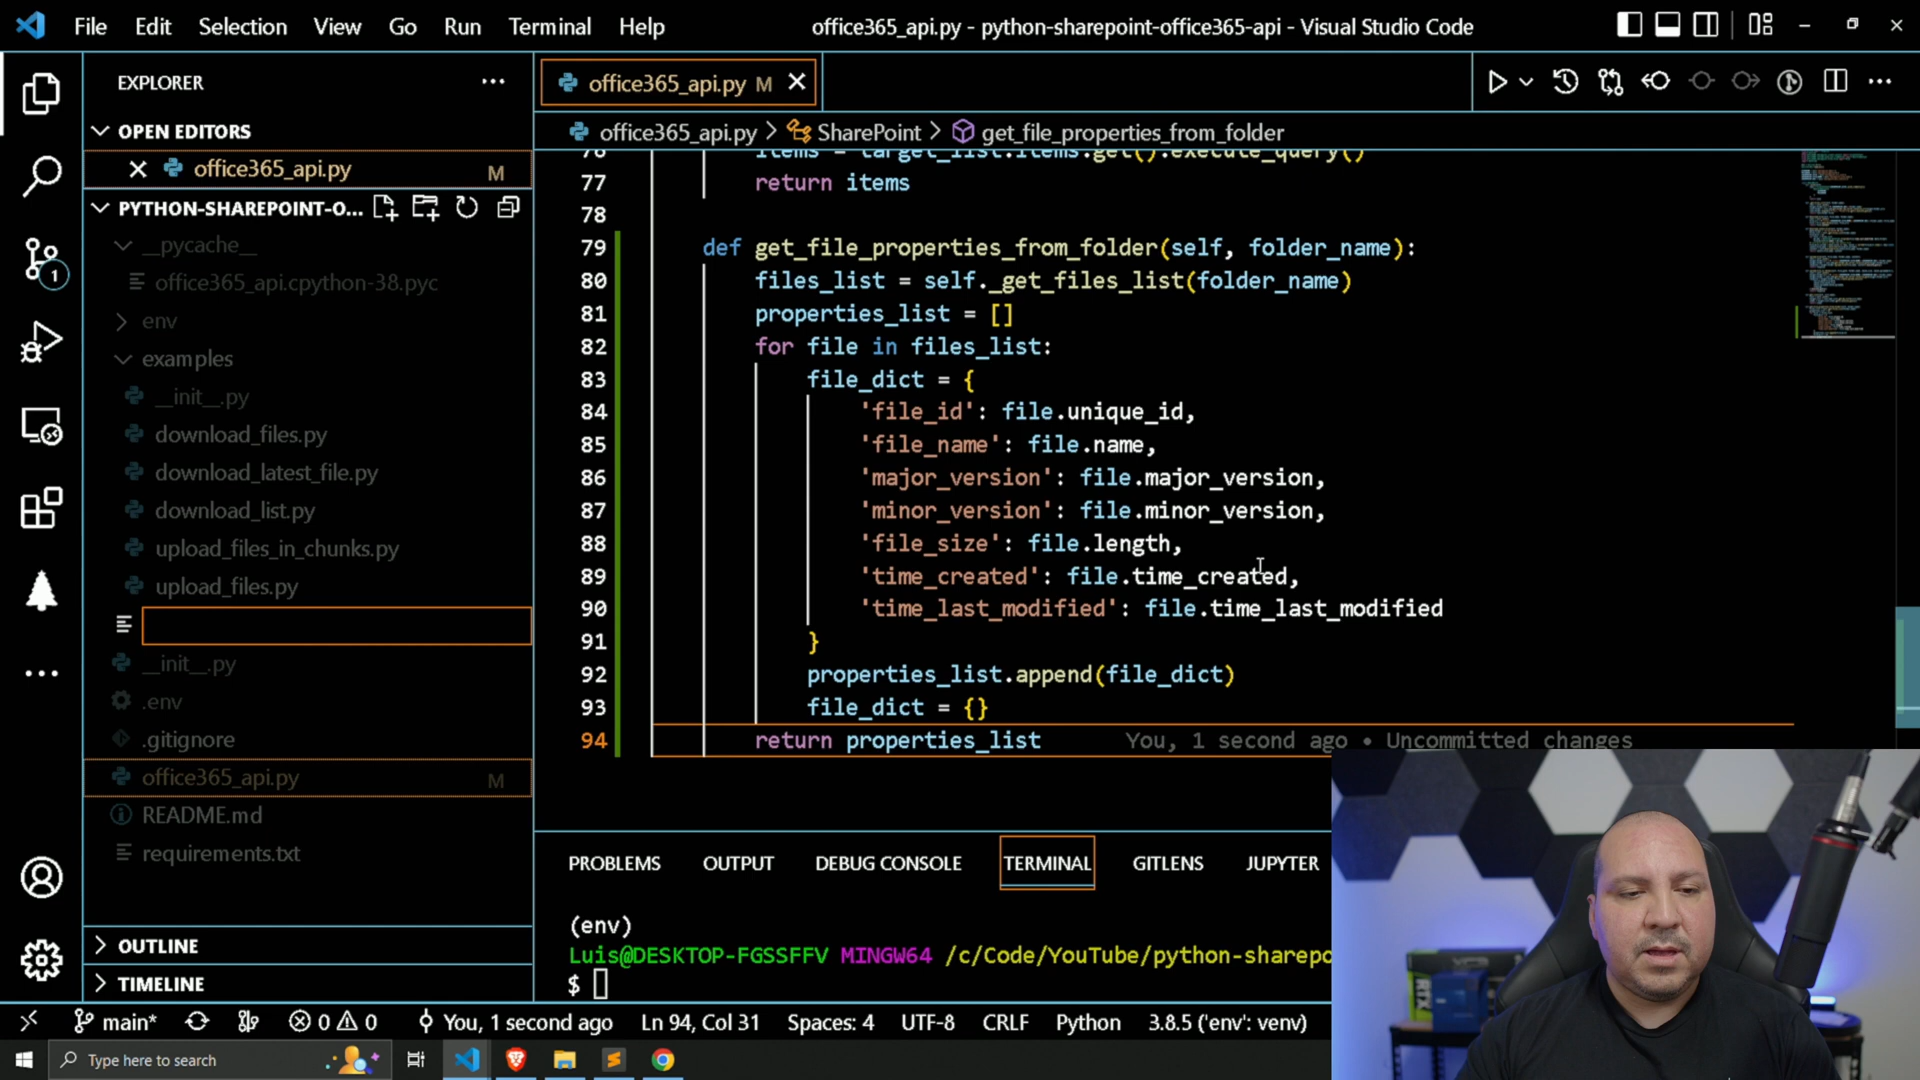 File Edit Selection View Go Run Terminal Help
office365_api.py - python-sharepoint-office365-api - Visual Studio Code
EXPLORER
OPEN EDITORS
office365_api.py M
PYTHON-SHAREPOINT-O...
__pycache__
office365_api.cpython-38.pyc
env
examples
__init__.py
download_files.py
download_latest_file.py
download_list.py
upload_files_in_chunks.py
upload_files.py
__init__.py
.env
.gitignore
office365_api.py M
README.md
requirements.txt
OUTLINE
TIMELINE
1
office365_api.py M
office365_api.py > SharePoint > get_file_properties_from_folder
76 items = target_list.items.get().execute_query()
77 return items
78
79 def get_file_properties_from_folder(self, folder_name):
80 files_list = self._get_files_list(folder_name)
81 properties_list = []
82 for file in files_list:
83 file_dict = {
84 'file_id': file.unique_id,
85 'file_name': file.name,
86 'major_version': file.major_version,
87 'minor_version': file.minor_version,
88 'file_size': file.length,
89 'time_created': file.time_created,
90 'time_last_modified': file.time_last_modified
91 }
92 properties_list.append(file_dict)
93 file_dict = {}
94 return properties_list You, 1 second ago • Uncommitted changes
PROBLEMS OUTPUT DEBUG CONSOLE TERMINAL GITLENS JUPYTER
(env)
Luis@DESKTOP-FGSSFFV MINGW64 /c/Code/YouTube/python-sharepo
$
main* 0 0 You, 1 second ago Ln 94, Col 31 Spaces: 4 UTF-8 CRLF Python 3.8.5 ('env': venv)
Type here to search
RTX